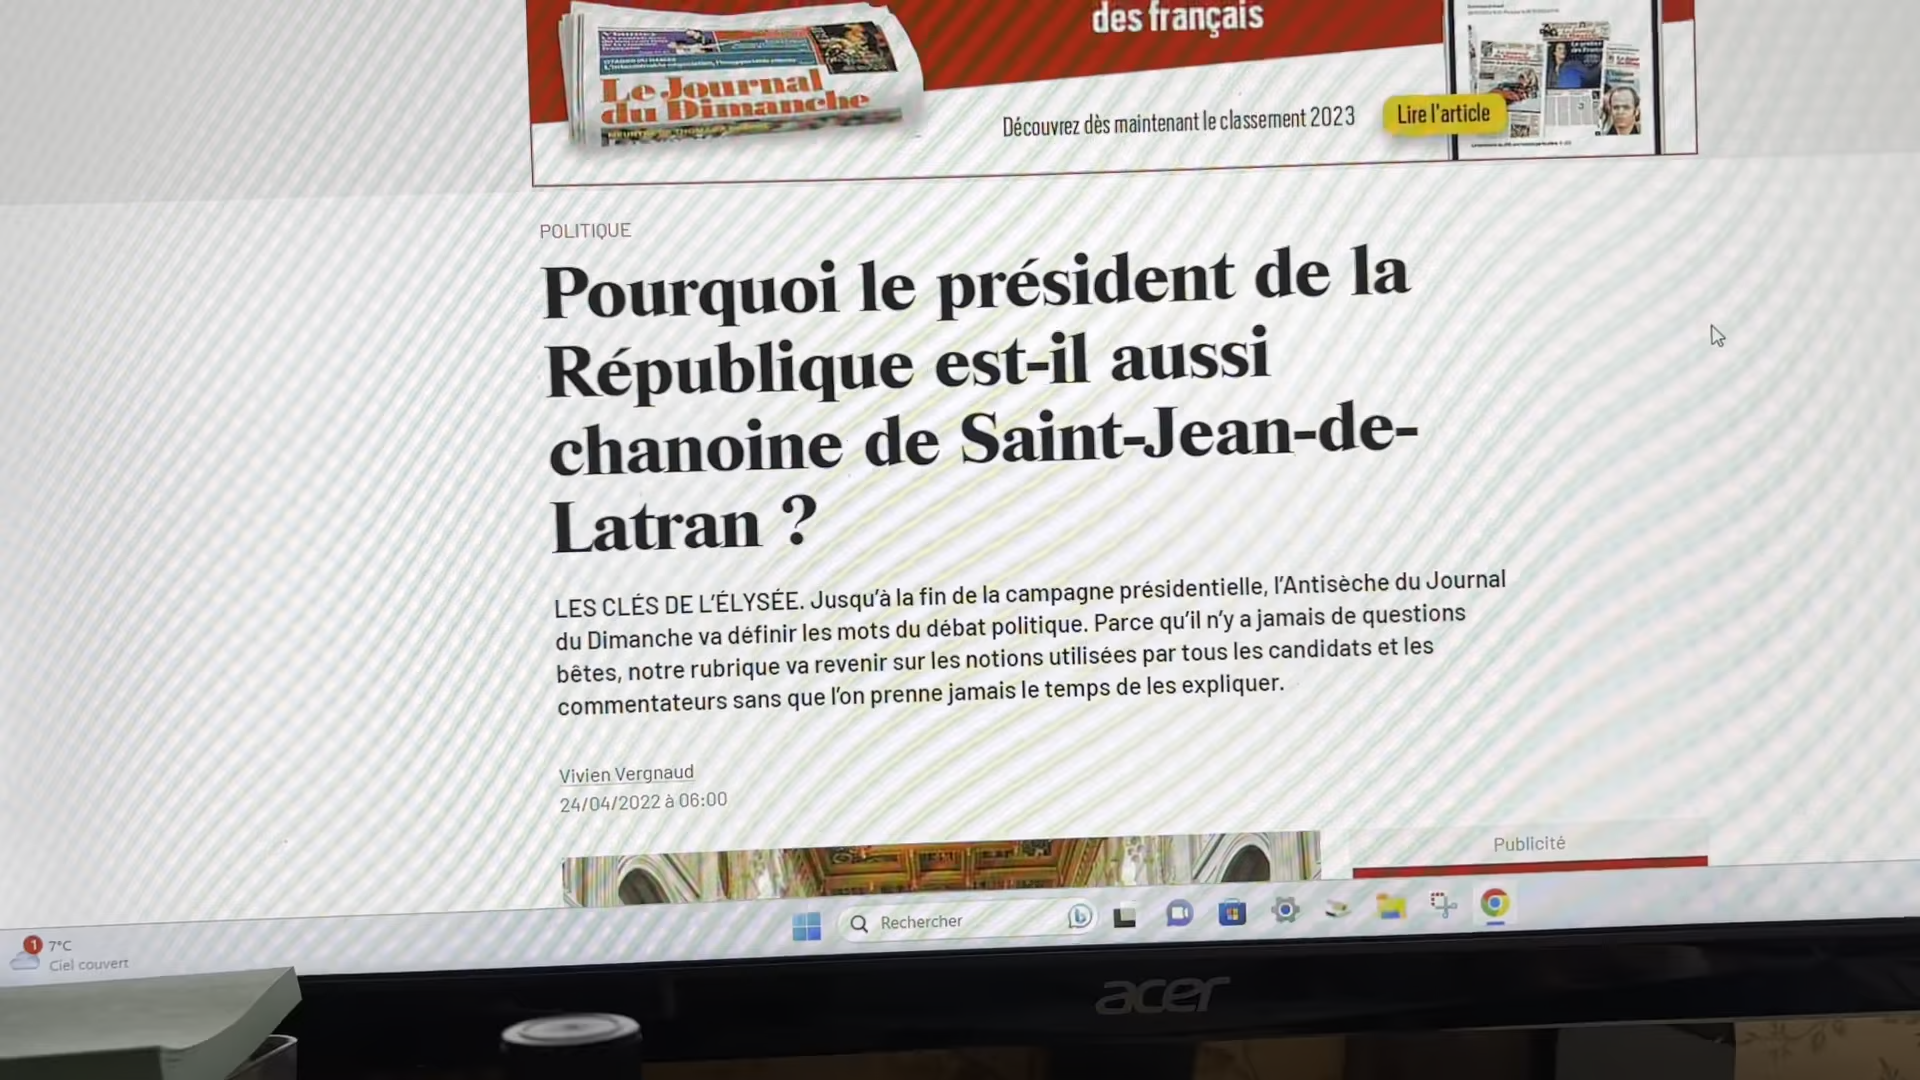 des français
Le Journal
du Dimanche
Découvrez dès maintenant le classement 2023
Lire l'article
POLITIQUE
Pourquoi le président de la
République est-il aussi
chanoine de Saint-Jean-de-
Latran ?
LES CLÉS DE L'ÉLYSÉE. Jusqu'à la fin de la campagne présidentielle, l'Antisèche du Journal
du Dimanche va définir les mots du débat politique. Parce qu'il n'y a jamais de questions
bêtes, notre rubrique va revenir sur les notions utilisées par tous les candidats et les
commentateurs sans que l'on prenne jamais le temps de les expliquer.
Vivien Vergnaud
24/04/2022 à 06:00
Publicité
1
7°C
Ciel couvert
Rechercher
acer